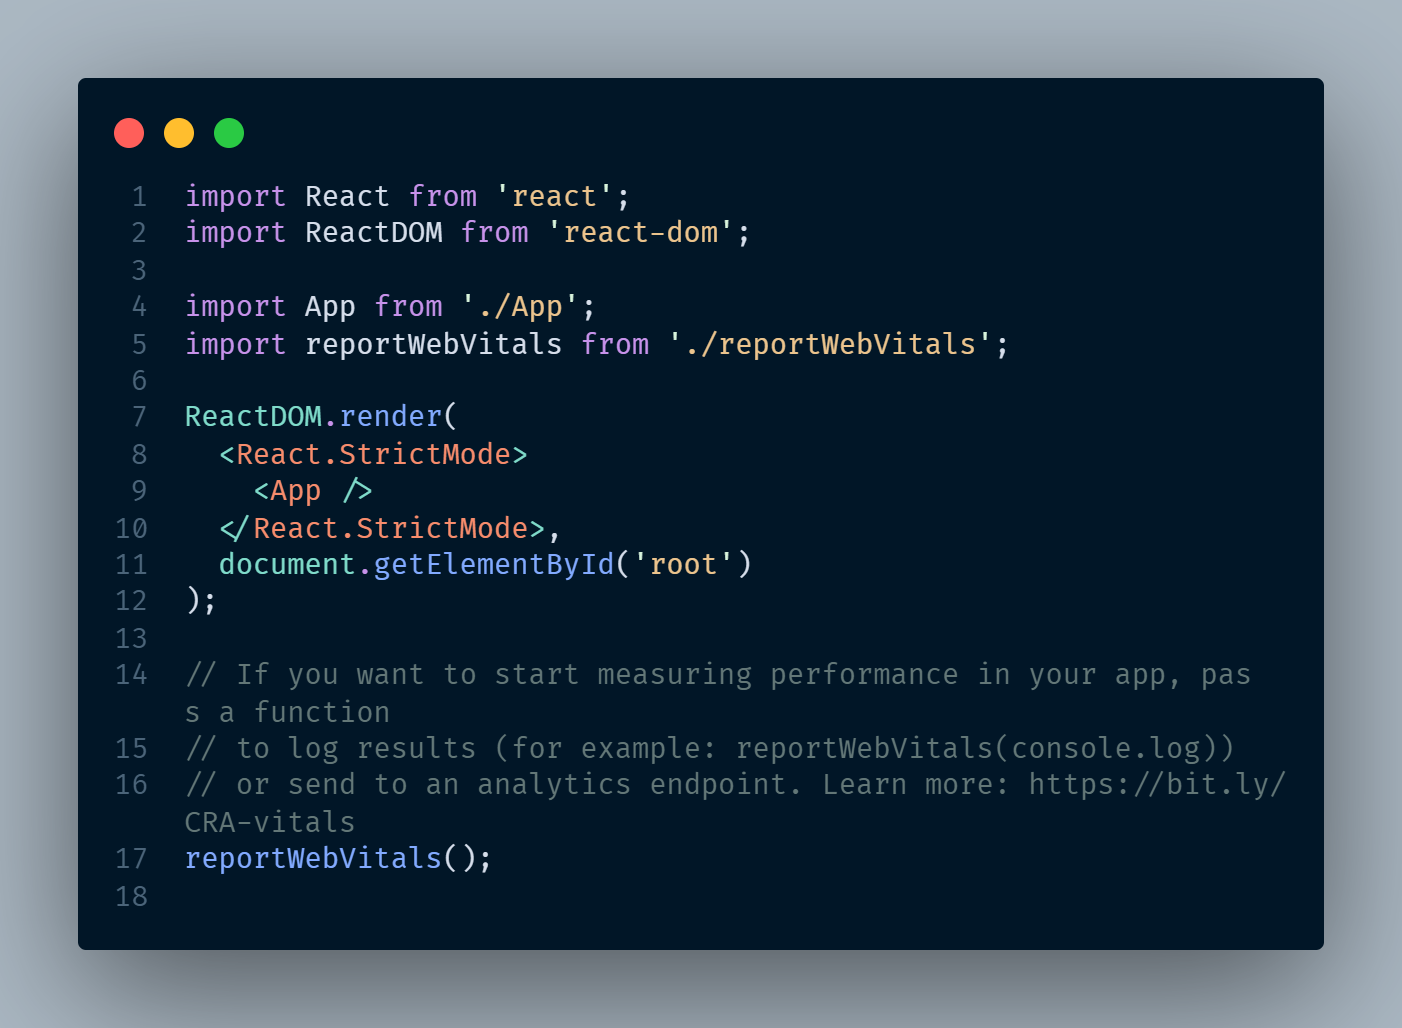 1 import React from 'react';
2 import ReactDOM from 'react-dom';
3
4 import App from './App';
5 import reportWebVitals from './reportWebVitals';
6
7 ReactDOM.render(
8   <React.StrictMode>
9     <App />
10   </React.StrictMode>,
11   document.getElementById('root')
12 );
13
14 // If you want to start measuring performance in your app, pas
s a function
15 // to log results (for example: reportWebVitals(console.log))
16 // or send to an analytics endpoint. Learn more: https://bit.ly/
CRA-vitals
17 reportWebVitals();
18